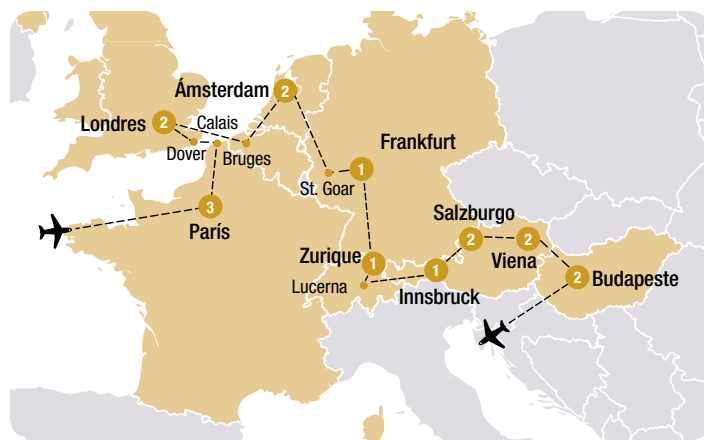 Ámsterdam
2
Londres
2
Calais
Dover
Bruges
Frankfurt
1
St. Goar
3
París
Salzburgo
2
2
Viena
Zurique
1
Lucerna
1
Innsbruck
2
Budapeste